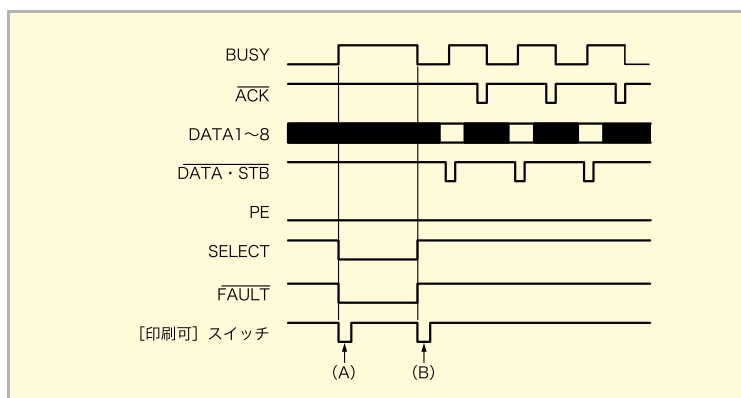 BUSY
ACK
DATA1～8
DATA・STB
PE
SELECT
FAULT
［印刷可］スイッチ
(A)
(B)